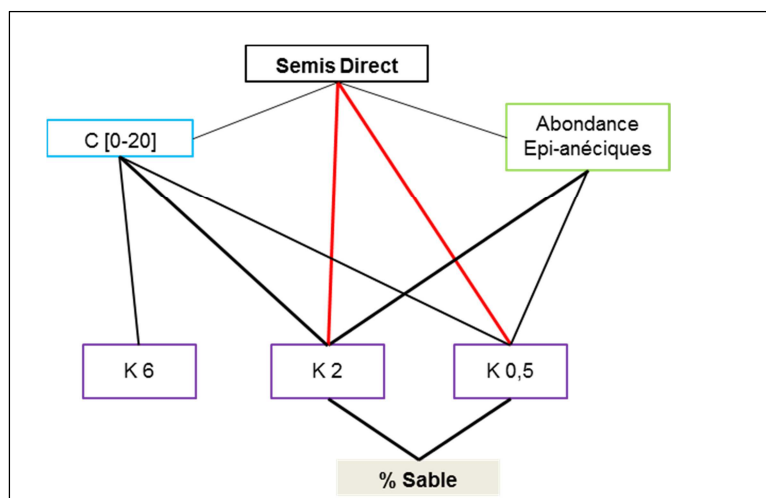 Semis Direct
C [0-20]
Abondance
Epi-anéciques
K 6
K 2
K 0,5
% Sable